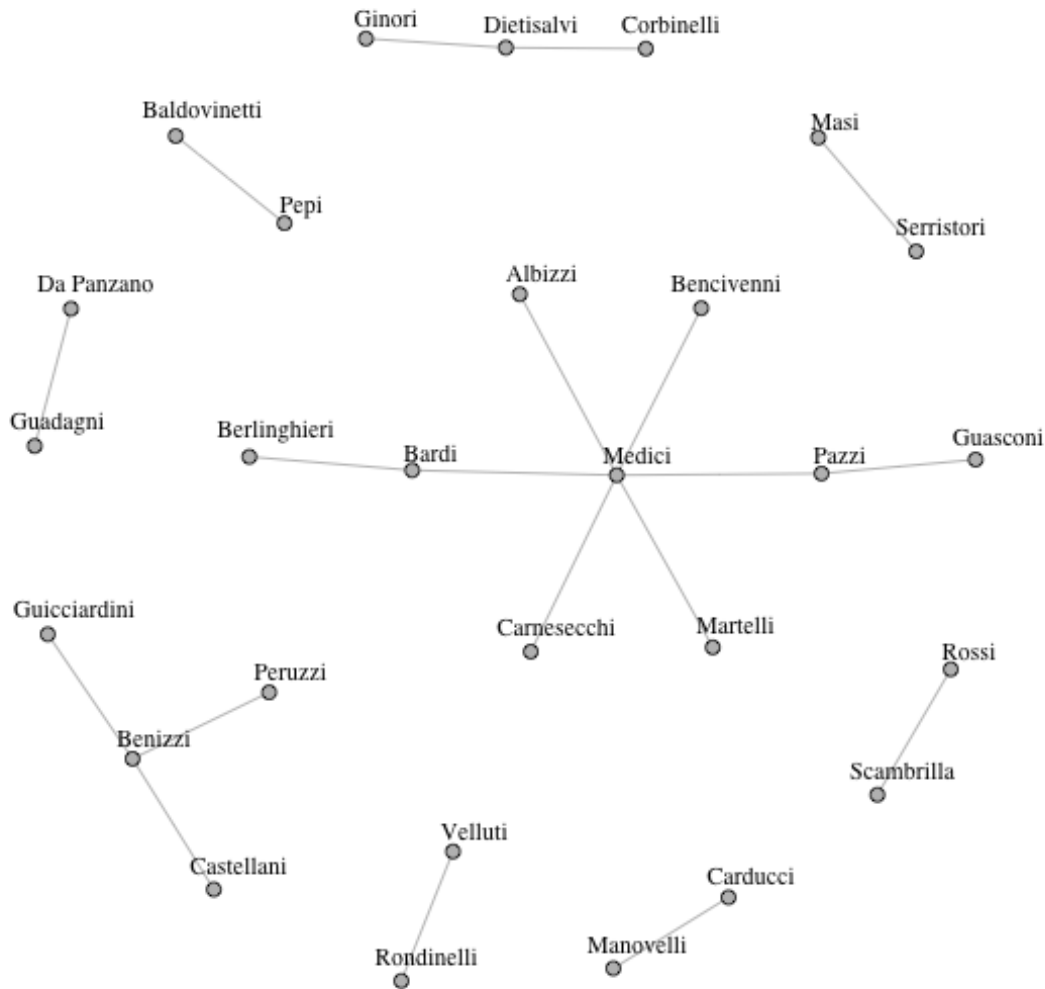 Ginori
Dietisalvi
Corbinelli
Baldovinetti
Masi
Pepi
Serristori
Da Panzano
Albizzi
Bencivenni
Guadagni
Berlinghieri
Bardi
Medici
Pazzi
Guasconi
Guicciardini
Carnesecchi
Martelli
Rossi
Peruzzi
Benizzi
Scambrilla
Velluti
Castellani
Carducci
Rondinelli
Manovelli